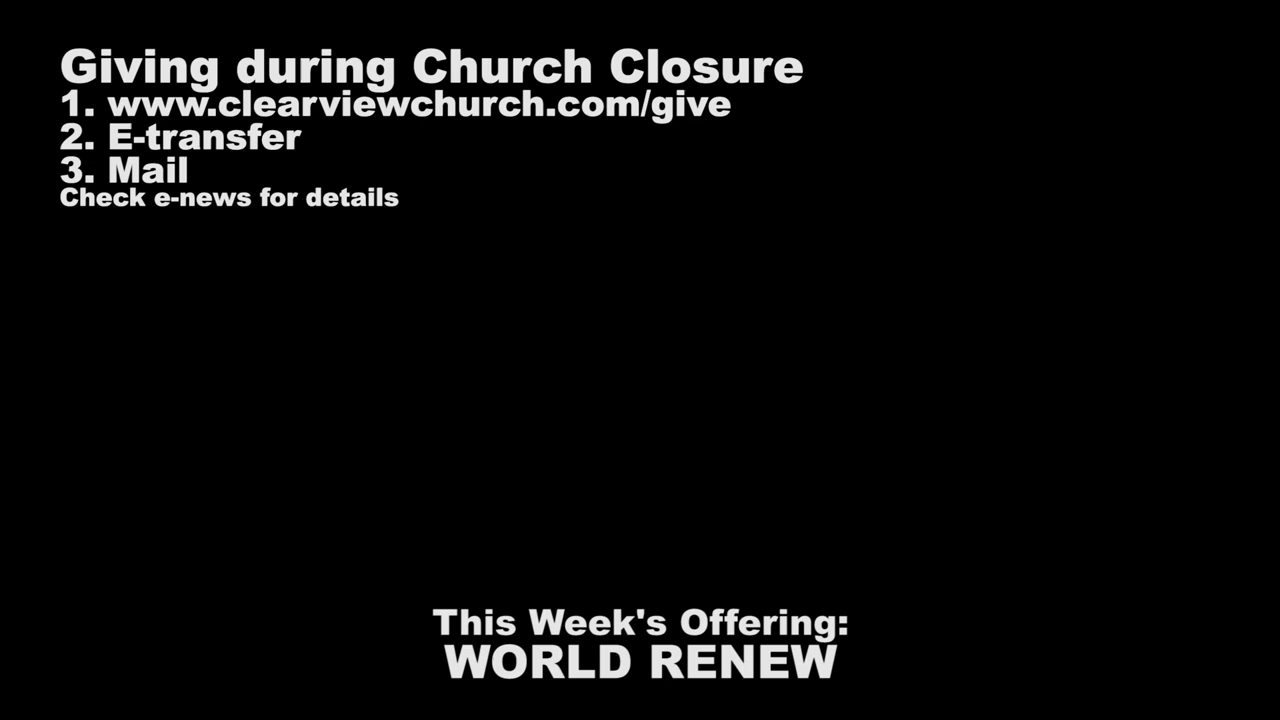 Giving during Church Closure
1. www.clearviewchurch.com/give
2. E-transfer
3. Mail
Check e-news for details
This Week's Offering:
WORLD RENEW